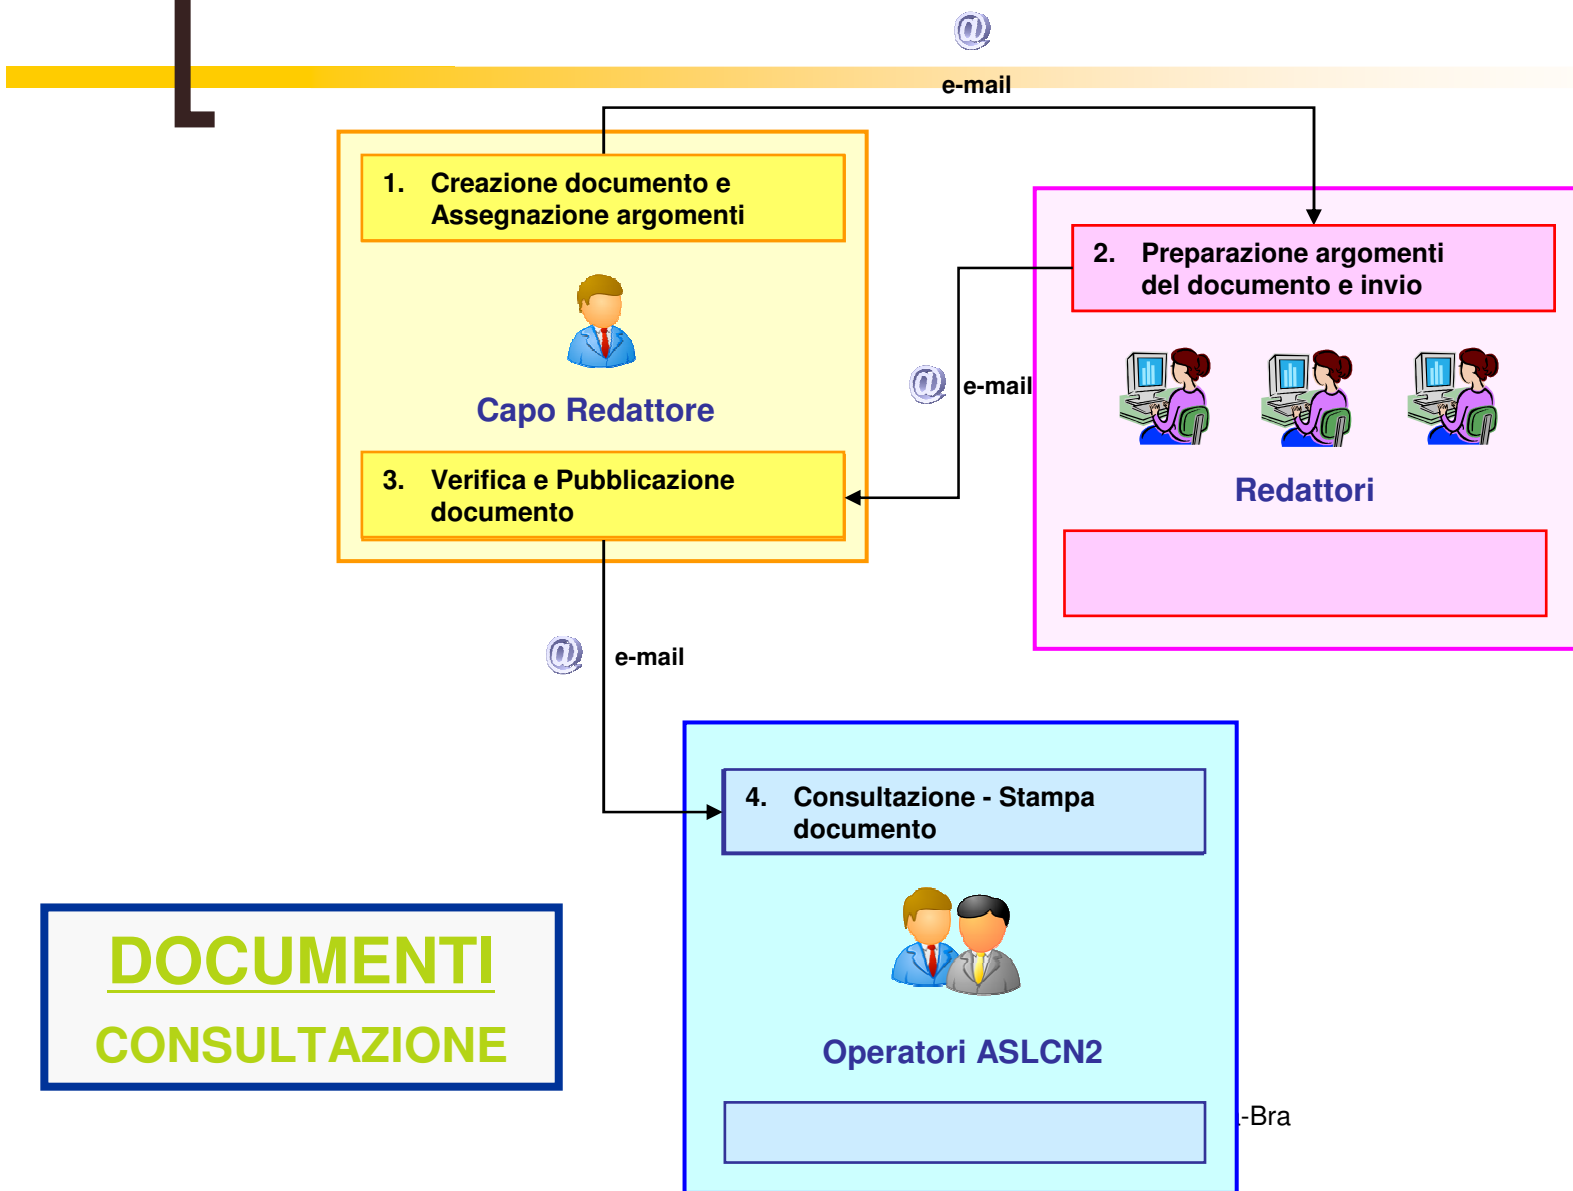 @
e-mail
1. Creazione documento e
Assegnazione argomenti
2. Preparazione argomenti
del documento e invio
@
e-mail
Capo Redattore
3. Verifica e Pubblicazione
documento
Redattori
@
e-mail
4. Consultazione - Stampa
documento
DOCUMENTI
CONSULTAZIONE
Operatori ASLCN2
-Bra